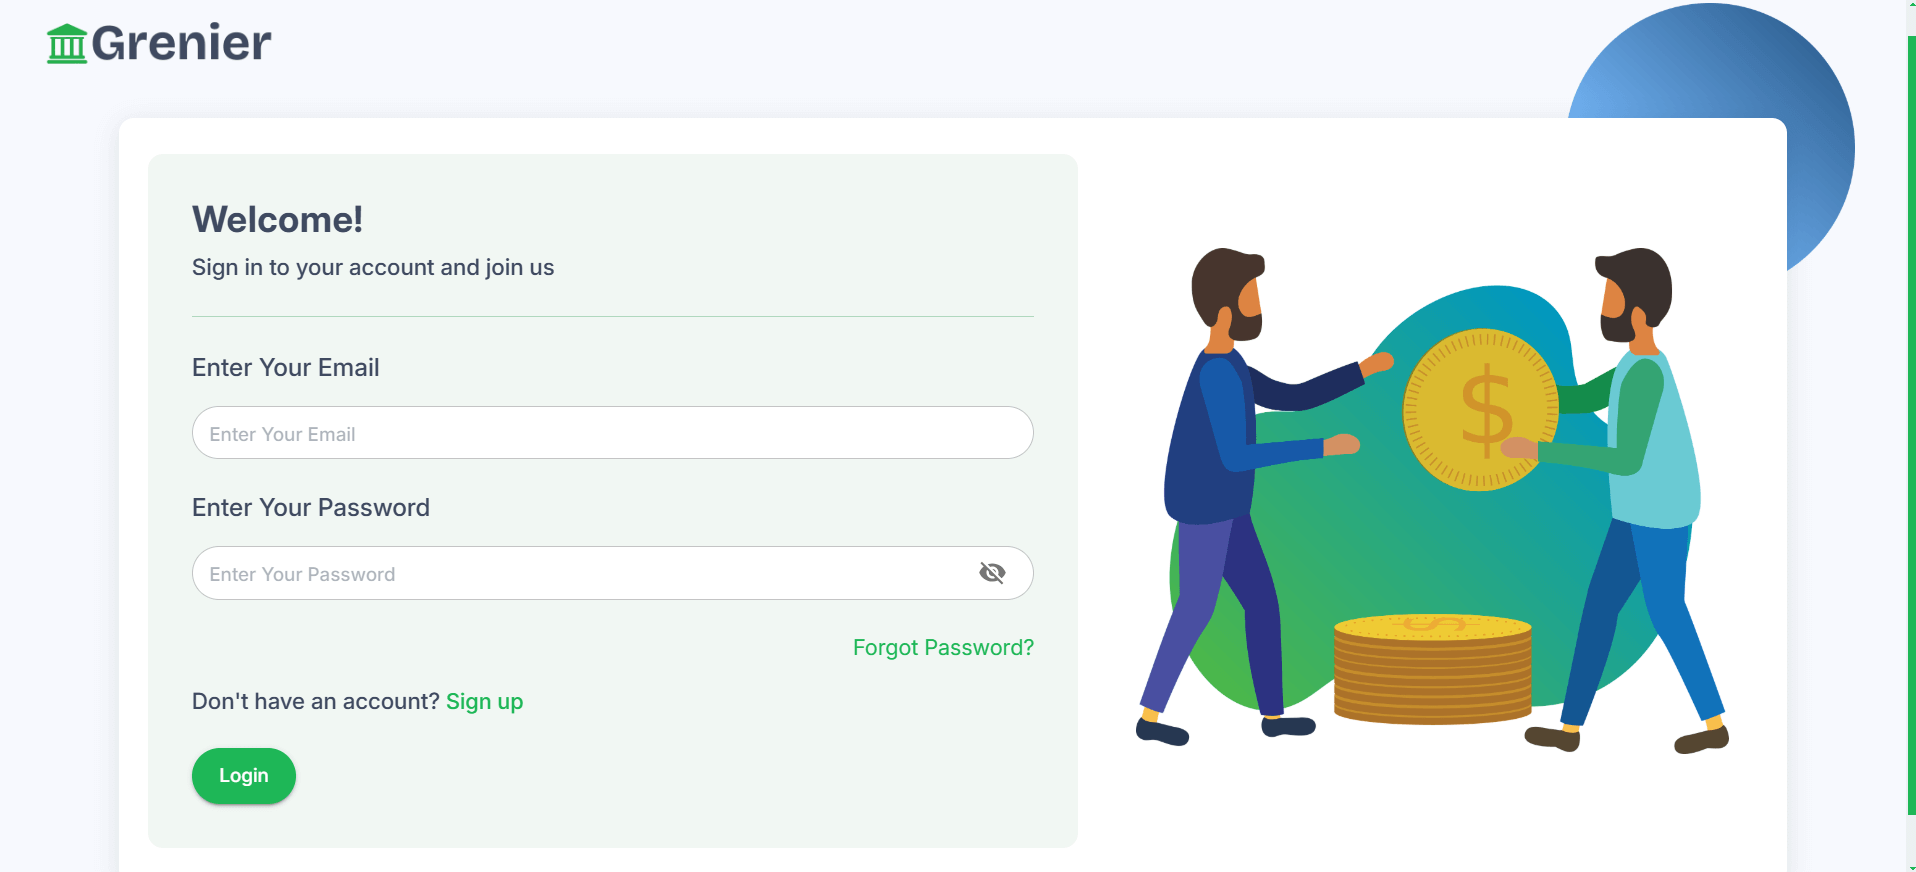 Grenier
Welcome!
Sign in to your account and join us
Enter Your Email
Enter Your Email
Enter Your Password
Enter Your Password
Forgot Password?
Don't have an account? Sign up
Login
$